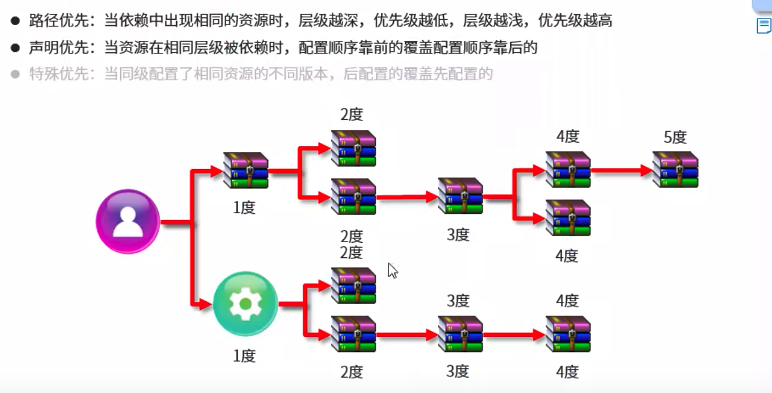 ● 路径优先：当依赖中出现相同的资源时，层级越深，优先级越低，层级越浅，优先级越高
● 声明优先：当资源在相同层级被依赖时，配置顺序靠前的覆盖配置顺序靠后的
● 特殊优先：当同级配置了相同资源的不同版本，后配置的覆盖先配置的
2度
4度
5度
1度
2度
3度
2度
4度
3度
4度
1度
2度
3度
4度